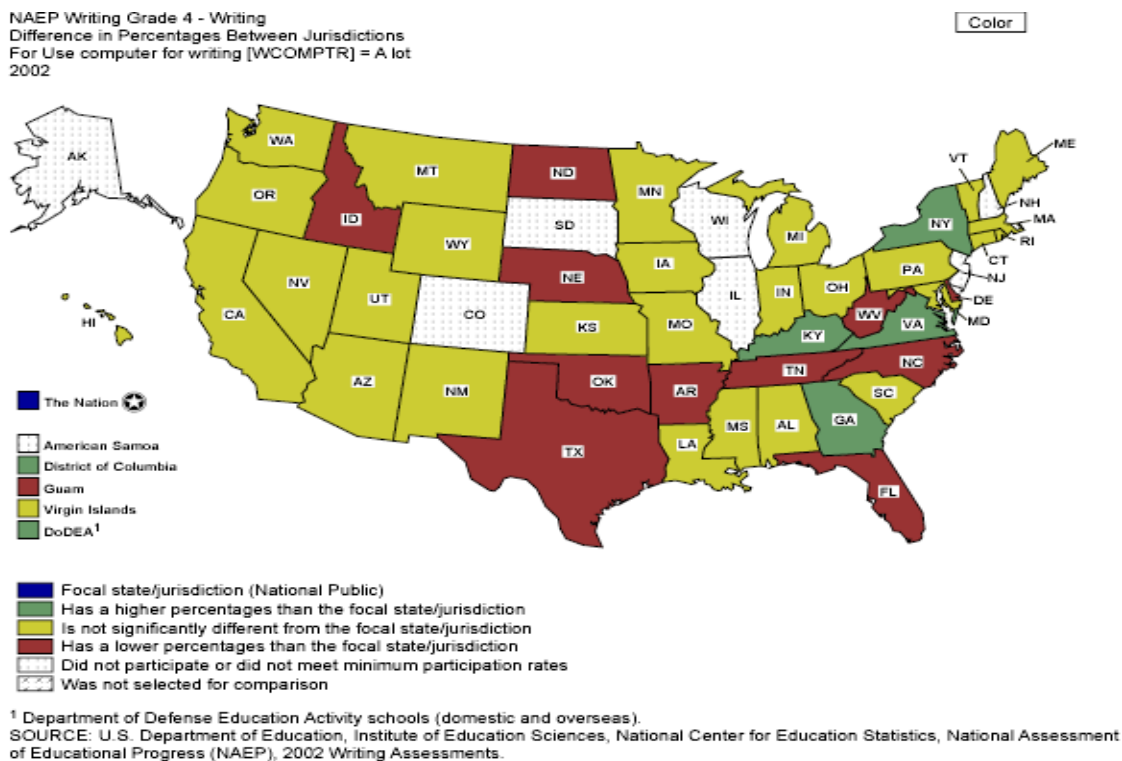 NAEP Writing Grade 4 - Writing
Color
Difference in Percentages Between Jurisdictions
For Use computer for writing [WCOMPTR] = A lot
2002
AK
WA
MT
ND
MN
VT
ME
OR
ID
WI
NH
SD
NY
MA
WY
MI
RI
IA
CT
NE
PA
NJ
NV
OH
IL
IN
DE
UT
CA
CO
WV
MD
HI
KS
MO
VA
KY
NC
TN
AZ
OK
NM
AR
SC
The Nation
MS
AL
GA
LA
American Samoa
TX
District of Columbia
Guam
FL
Virgin Islands
DoDEA¹
Focal state/jurisdiction (National Public)
Has a higher percentages than the focal state/jurisdiction
Is not significantly different from the focal state/jurisdiction
Has a lower percentages than the focal state/jurisdiction
Did not participate or did not meet minimum participation rates
Was not selected for comparison
¹ Department of Defense Education Activity schools (domestic and overseas).
SOURCE: U.S. Department of Education, Institute of Education Sciences, National Center for Education Statistics, National Assessment
of Educational Progress (NAEP), 2002 Writing Assessments.